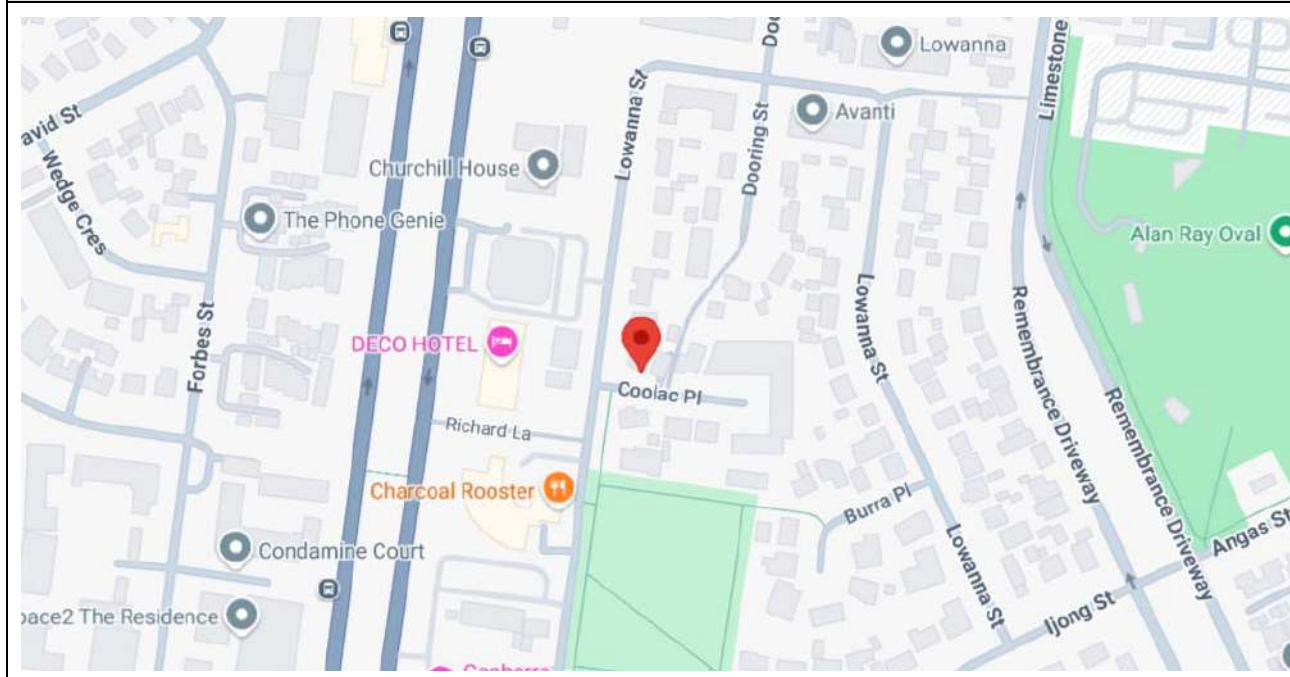 Lowanna
Limestone
Doo
avid St
Lowanna St
Avanti
Dooring St
Churchill House
Wedge Cres
The Phone Genie
Alan Ray Oval
Forbes St
Lowanna St
Remembrance Driveway
DECO HOTEL
Coolac Pl
Richard La
Remembrance Driveway
Charcoal Rooster
Burra Pl
Angas St
Condamine Court
Lowanna St
Ijong St
pace2 The Residence
Canberra